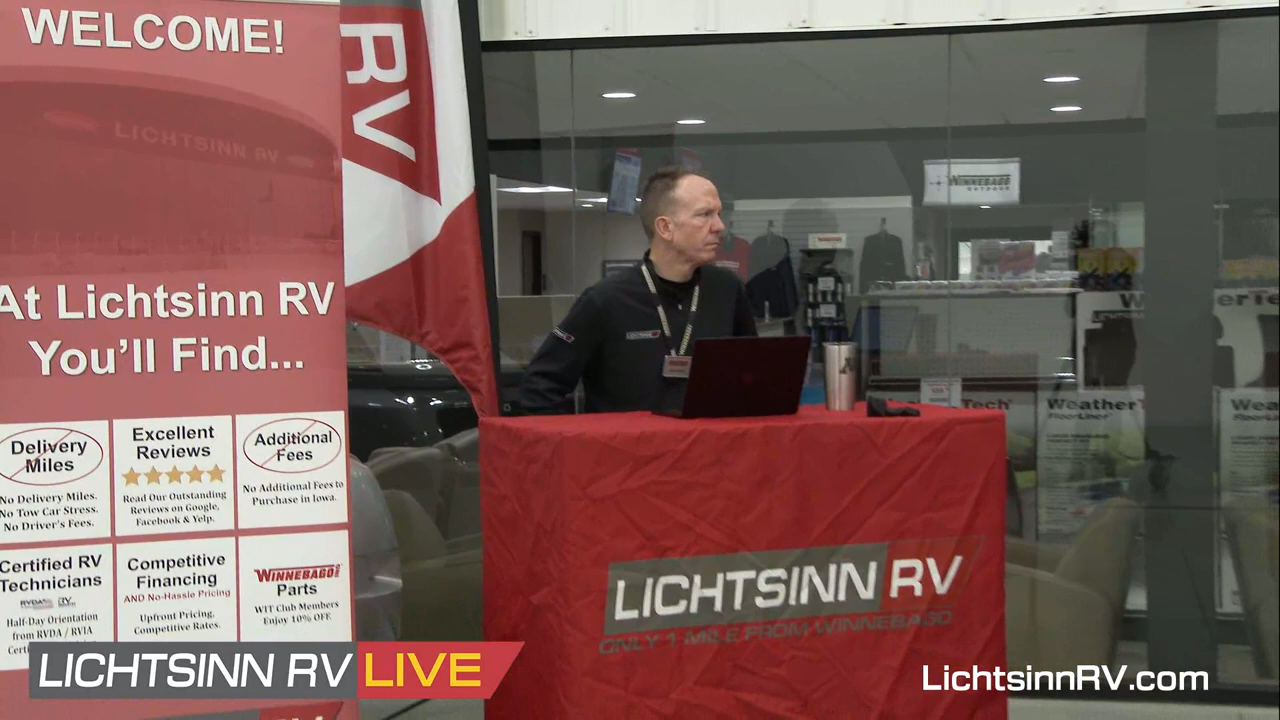 WELCOME!
LICHTSINN RV
At Lichtsinn RV
You'll Find...
Delivery
Miles
No Delivery Miles.
No Tow Car Stress.
No Driver's Fees.
Excellent
Reviews
Read Our Outstanding
Reviews on Google,
Facebook & Yelp.
Additional
Fees
No Additional Fees to
Purchase in Iowa.
Certified RV
Technicians
Half-Day Orientation
from RVDA / RVIA
Competitive
Financing
AND No-Hassle Pricing
Upfront Pricing,
Competitive Rates.
WINNEBAGO
Parts
WIT Club Members
Enjoy 10% OFF.
RV
WINNEBAGO
OUTDOOR
WeatherTech
FloorLiner
LICHTSINN RV
ONLY 1 MILE FROM WINNEBAGO
LICHTSINN RV LIVE
LichtsinnRV.com